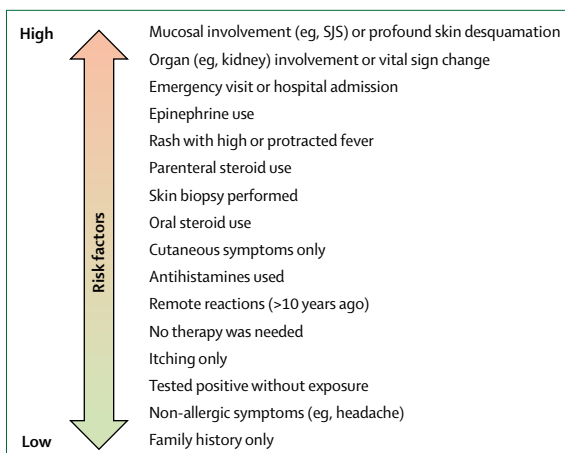 High
Mucosal involvement (eg, SJS) or profound skin desquamation
Organ (eg, kidney) involvement or vital sign change
Emergency visit or hospital admission
Epinephrine use
Rash with high or protracted fever
Parenteral steroid use
Skin biopsy performed
Oral steroid use
Risk factors
Cutaneous symptoms only
Antihistamines used
Remote reactions (>10 years ago)
No therapy was needed
Itching only
Tested positive without exposure
Non-allergic symptoms (eg, headache)
Low
Family history only